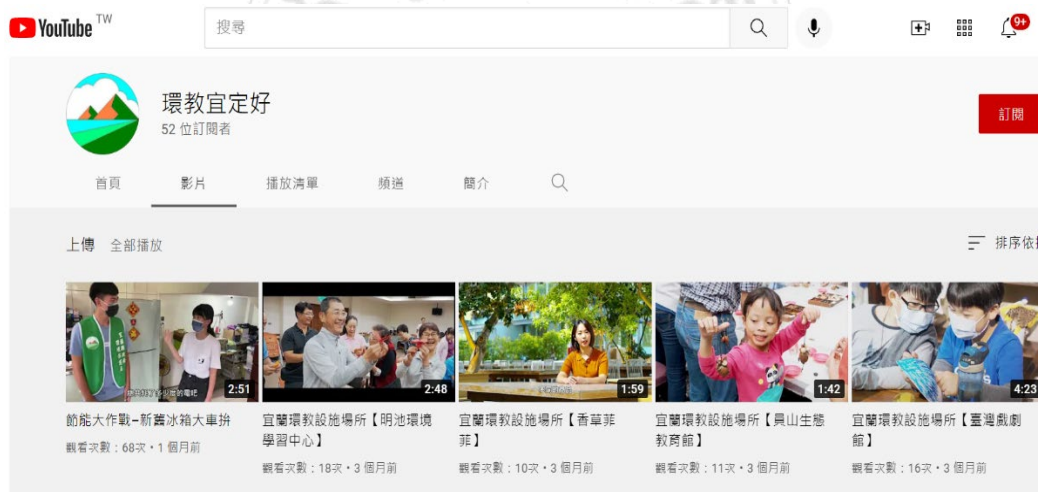 YouTube TW
搜尋
9+
環教宜定好
52 位訂閱者
訂閱
首頁
影片
播放清單
頻道
簡介
上傳 全部播放
排序依
2:51
2:48
1:59
1:42
4:23
節能大作戰-新舊冰箱大車拚
觀看次數：68次・1 個月前
宜蘭環教設施場所【明池環境
學習中心】
觀看次數：18次・3 個月前
宜蘭環教設施場所【香草菲
菲】
觀看次數：10次・3 個月前
宜蘭環教設施場所【員山生態
教育館】
觀看次數：11次・3 個月前
宜蘭環教設施場所【臺灣戲劇
館】
觀看次數：16次・3 個月前